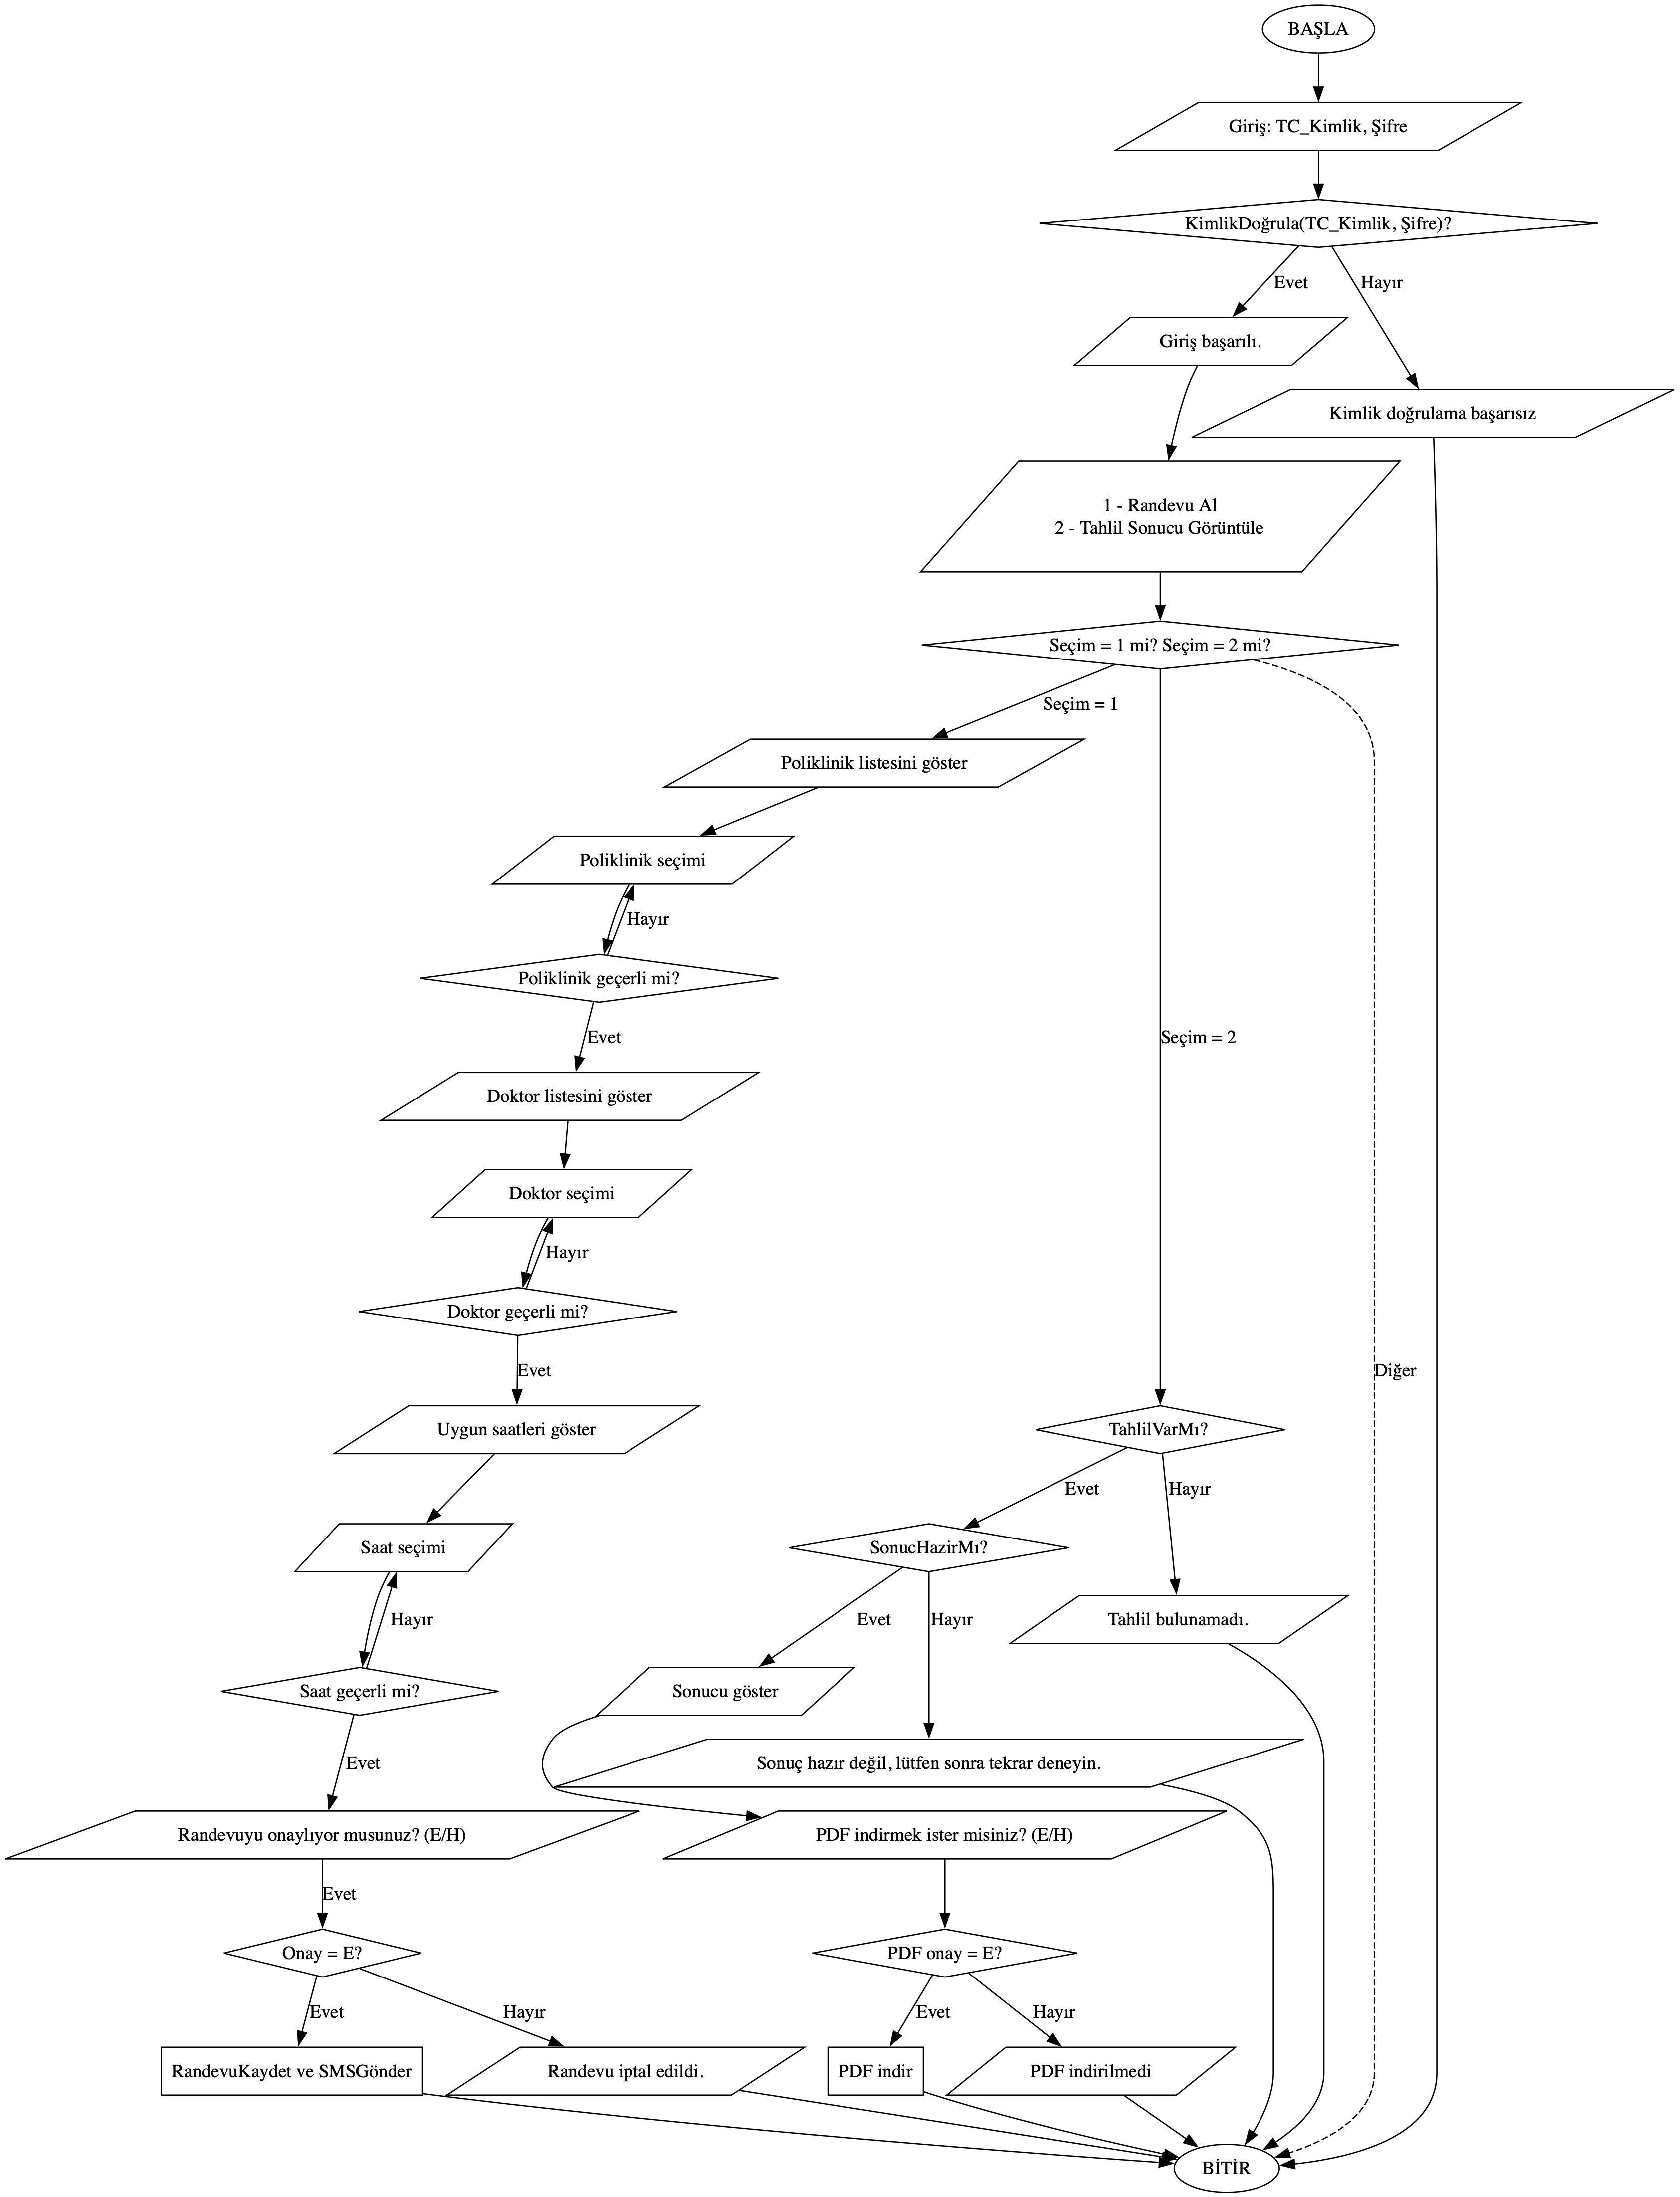 BAŞLA
Giriş: TC_Kimlik, Şifre
KimlikDoğrula(TC_Kimlik, Şifre)?
Evet
Hayır
Giriş başarılı.
Kimlik doğrulama başarısız
1 - Randevu Al
2 - Tahlil Sonucu Görüntüle
Seçim = 1 mi? Seçim = 2 mi?
Seçim = 1
Poliklinik listesini göster
Poliklinik seçimi
Hayır
Poliklinik geçerli mi?
Evet
Seçim = 2
Doktor listesini göster
Doktor seçimi
Hayır
Doktor geçerli mi?
Evet
Diğer
Uygun saatleri göster
TahlilVarMı?
Evet
Hayır
Saat seçimi
SonucHazirMı?
Hayır
Evet
Hayır
Tahlil bulunamadı.
Saat geçerli mi?
Sonucu göster
Evet
Sonuç hazır değil, lütfen sonra tekrar deneyin.
Randevuyu onaylıyor musunuz? (E/H)
PDF indirmek ister misiniz? (E/H)
Evet
Onay = E?
PDF onay = E?
Evet
Hayır
Evet
Hayır
RandevuKaydet ve SMSGönder
Randevu iptal edildi.
PDF indir
PDF indirilmedi
BİTİR